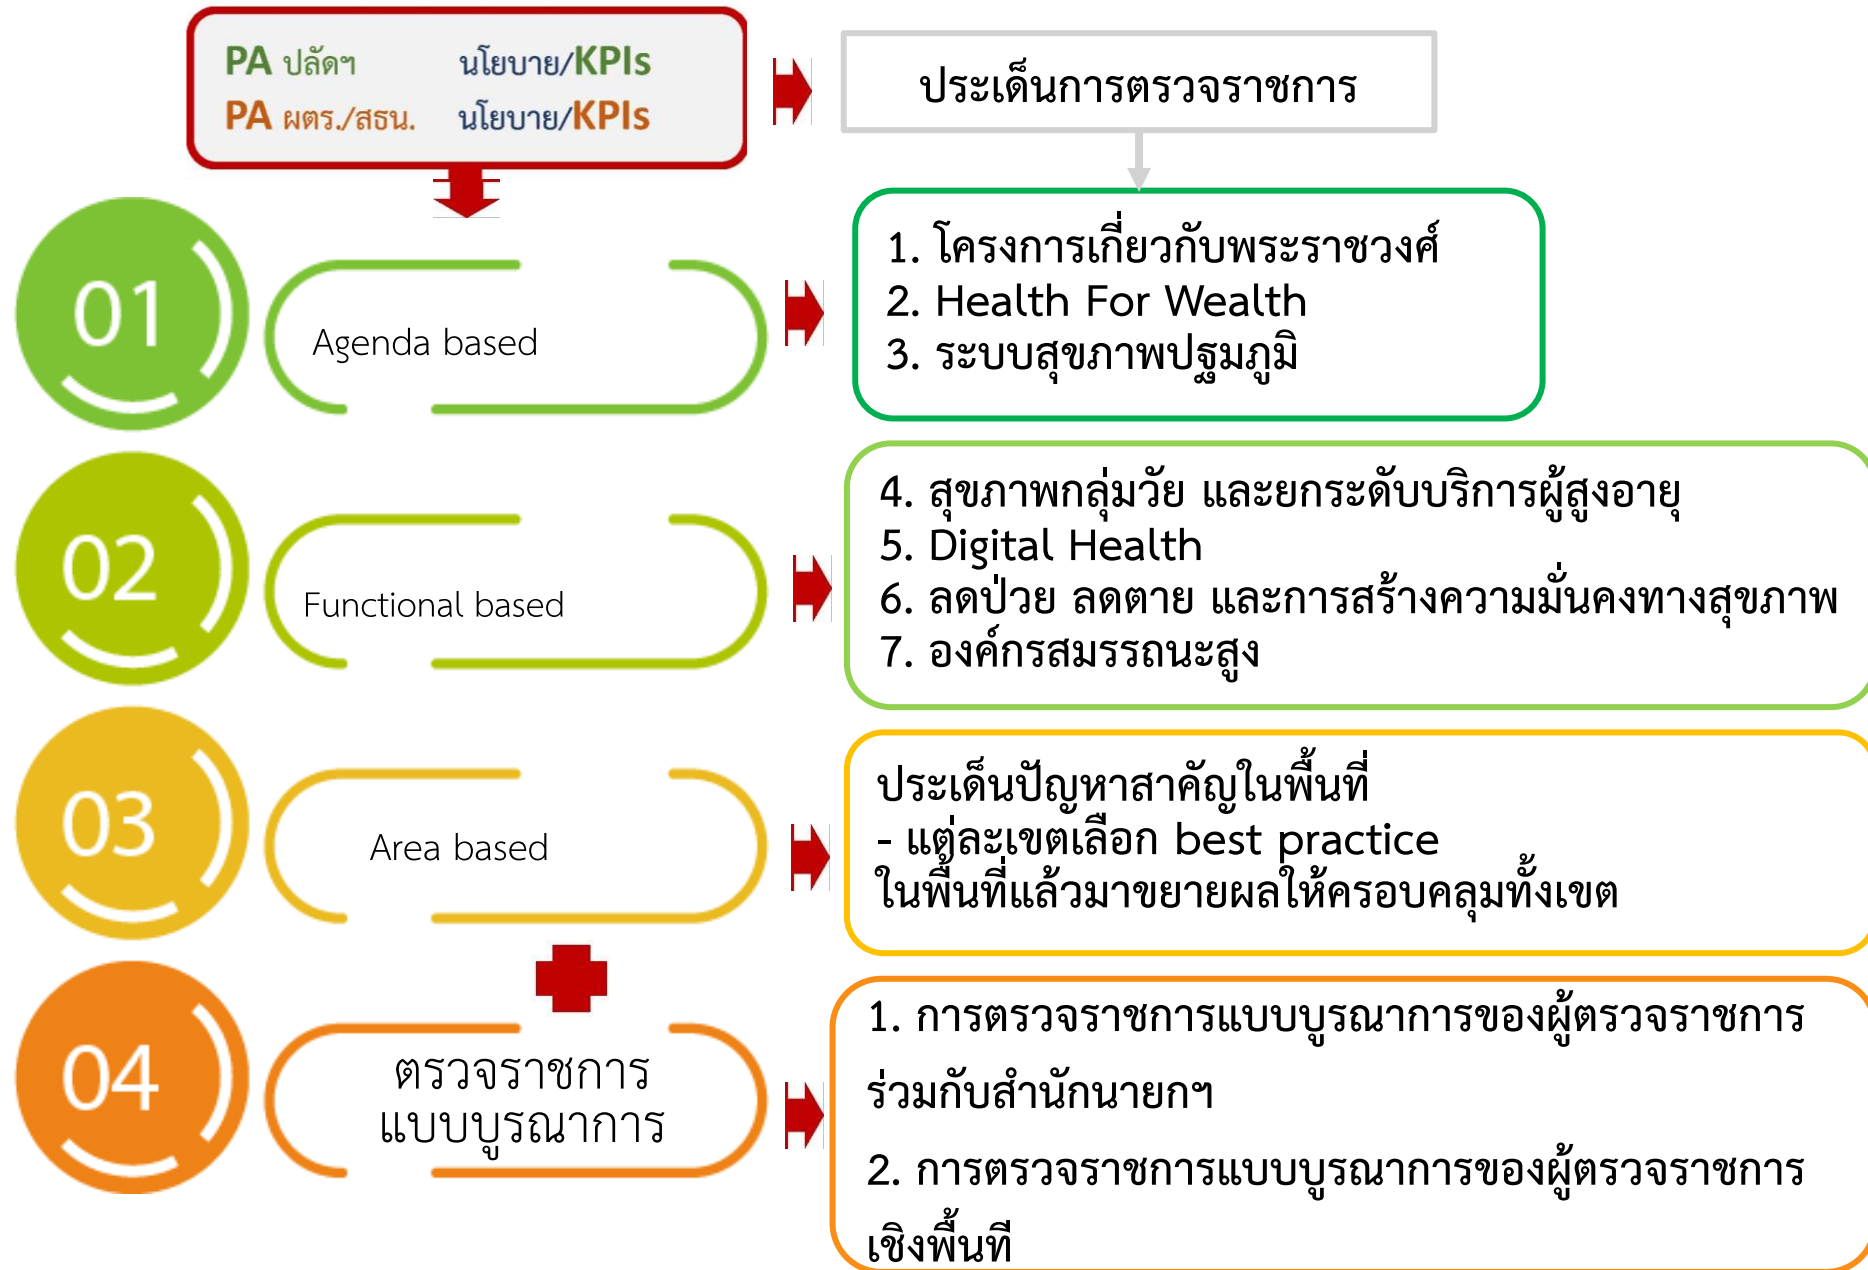 PA ปลัดฯ นโยบาย/KPIs
PA ผตร./สธน. นโยบาย/KPIs
ประเด็นการตรวจราชการ
01
Agenda based
1. โครงการเกี่ยวกับพระราชวงศ์
2. Health For Wealth
3. ระบบสุขภาพปฐมภูมิ
02
Functional based
4. สุขภาพกลุ่มวัย และยกระดับบริการผู้สูงอายุ
5. Digital Health
6. ลดป่วย ลดตาย และการสร้างความมั่นคงทางสุขภาพ
7. องค์กรสมรรถนะสูง
03
Area based
ประเด็นปัญหาสาคัญในพื้นที่
- แต่ละเขตเลือก best practice
ในพื้นที่แล้วมาขยายผลให้ครอบคลุมทั้งเขต
04
ตรวจราชการ
แบบบูรณาการ
1. การตรวจราชการแบบบูรณาการของผู้ตรวจราชการ
ร่วมกับสำนักนายกฯ
2. การตรวจราชการแบบบูรณาการของผู้ตรวจราชการ
เชิงพื้นที